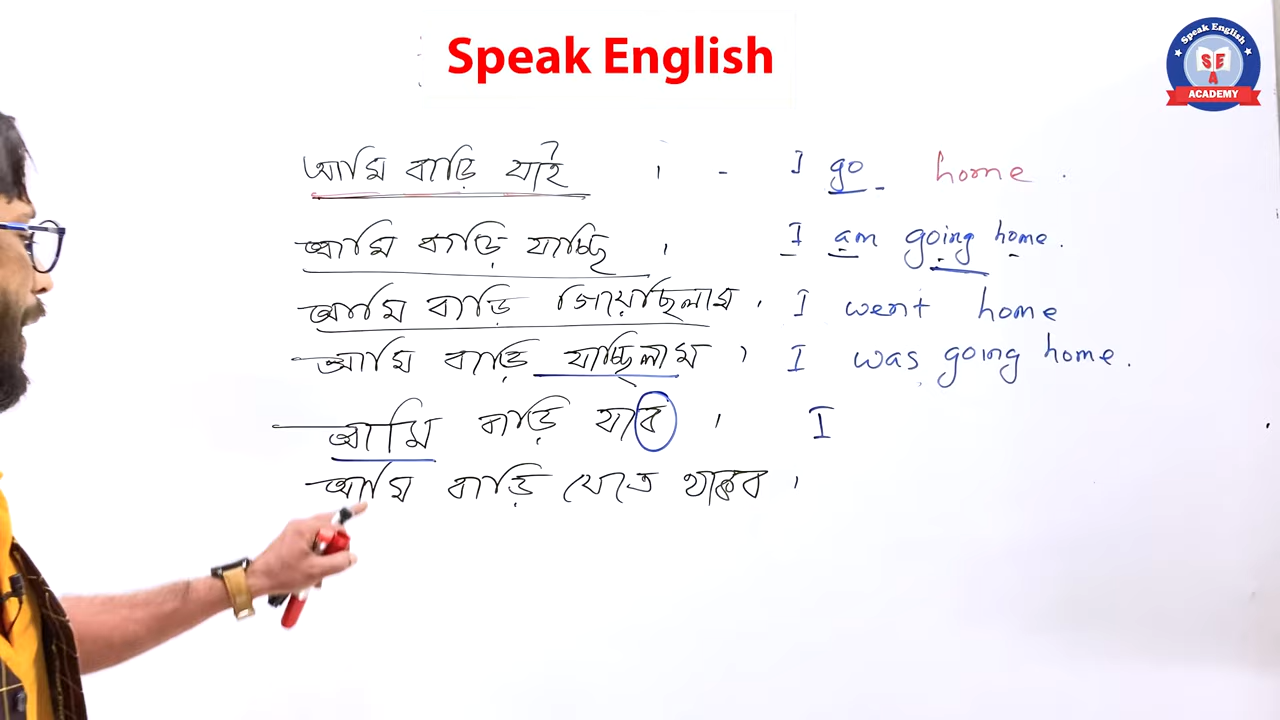 Speak English
Speak English
SE
A
ACADEMY
আমি বাড়ি যাই । - I go home .
আমি বাড়ি যাচ্ছি । I am going home .
আমি বাড়ি গিয়েছিলাম . I went home
আমি বাড়ি যাচ্ছিলাম । I was going home .
আমি বাড়ি যাব । I
আমি বাড়ি যেতে থাকব ।